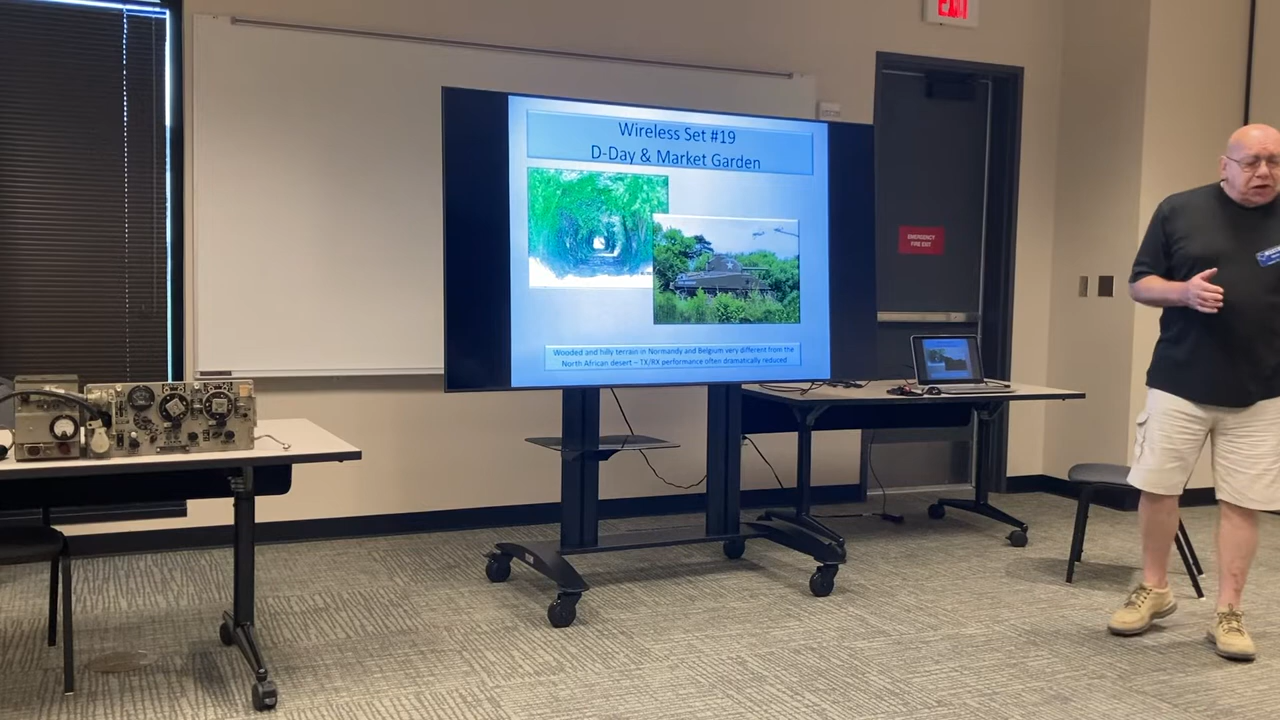 EXIT
Wireless Set #19
D-Day & Market Garden
EMERGENCY
FIRE EXIT
Wooded and hilly terrain in Normandy and Belgium very different from the
North African desert – TX/RX performance often dramatically reduced